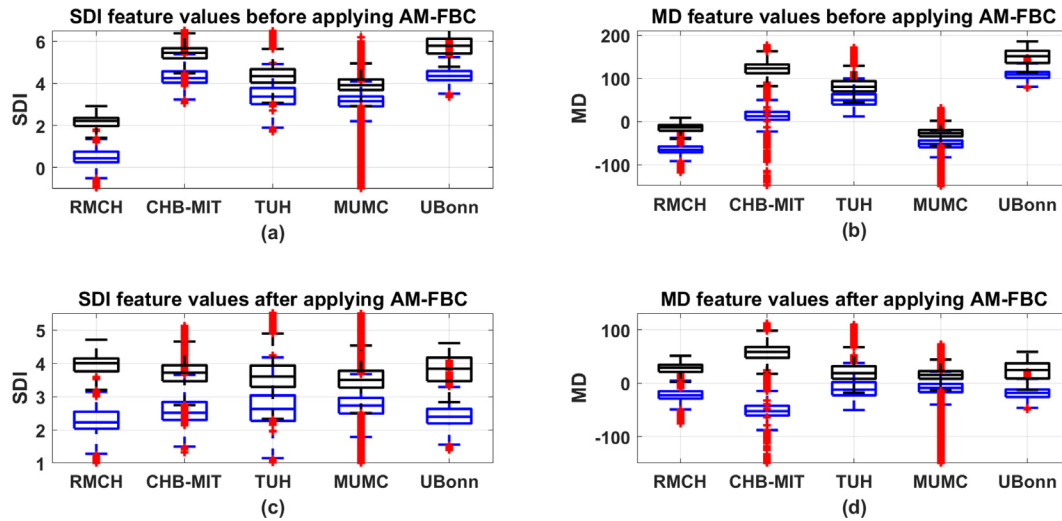 SDI feature values before applying AM-FBC
6
4
2
0
SDI
RMCH CHB-MIT TUH MUMC UBonn
(a)
MD feature values before applying AM-FBC
200
100
0
-100
MD
RMCH CHB-MIT TUH MUMC UBonn
(b)
SDI feature values after applying AM-FBC
5
4
3
2
1
SDI
RMCH CHB-MIT TUH MUMC UBonn
(c)
MD feature values after applying AM-FBC
100
0
-100
MD
RMCH CHB-MIT TUH MUMC UBonn
(d)